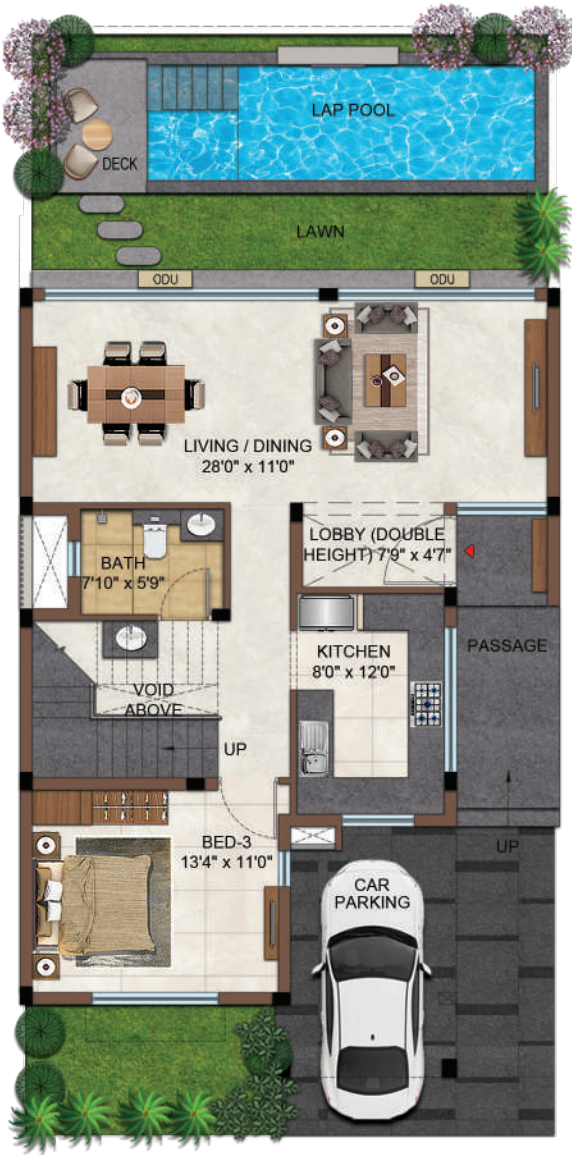 LAP POOL
DECK
LAWN
ODU
ODU
LIVING / DINING
28'0" x 11'0"
LOBBY (DOUBLE
HEIGHT) 7'9" x 4'7"
BATH
7'10" x 5'9"
KITCHEN
8'0" x 12'0"
PASSAGE
VOID
ABOVE
UP
BED-3
13'4" x 11'0"
UP
CAR
PARKING